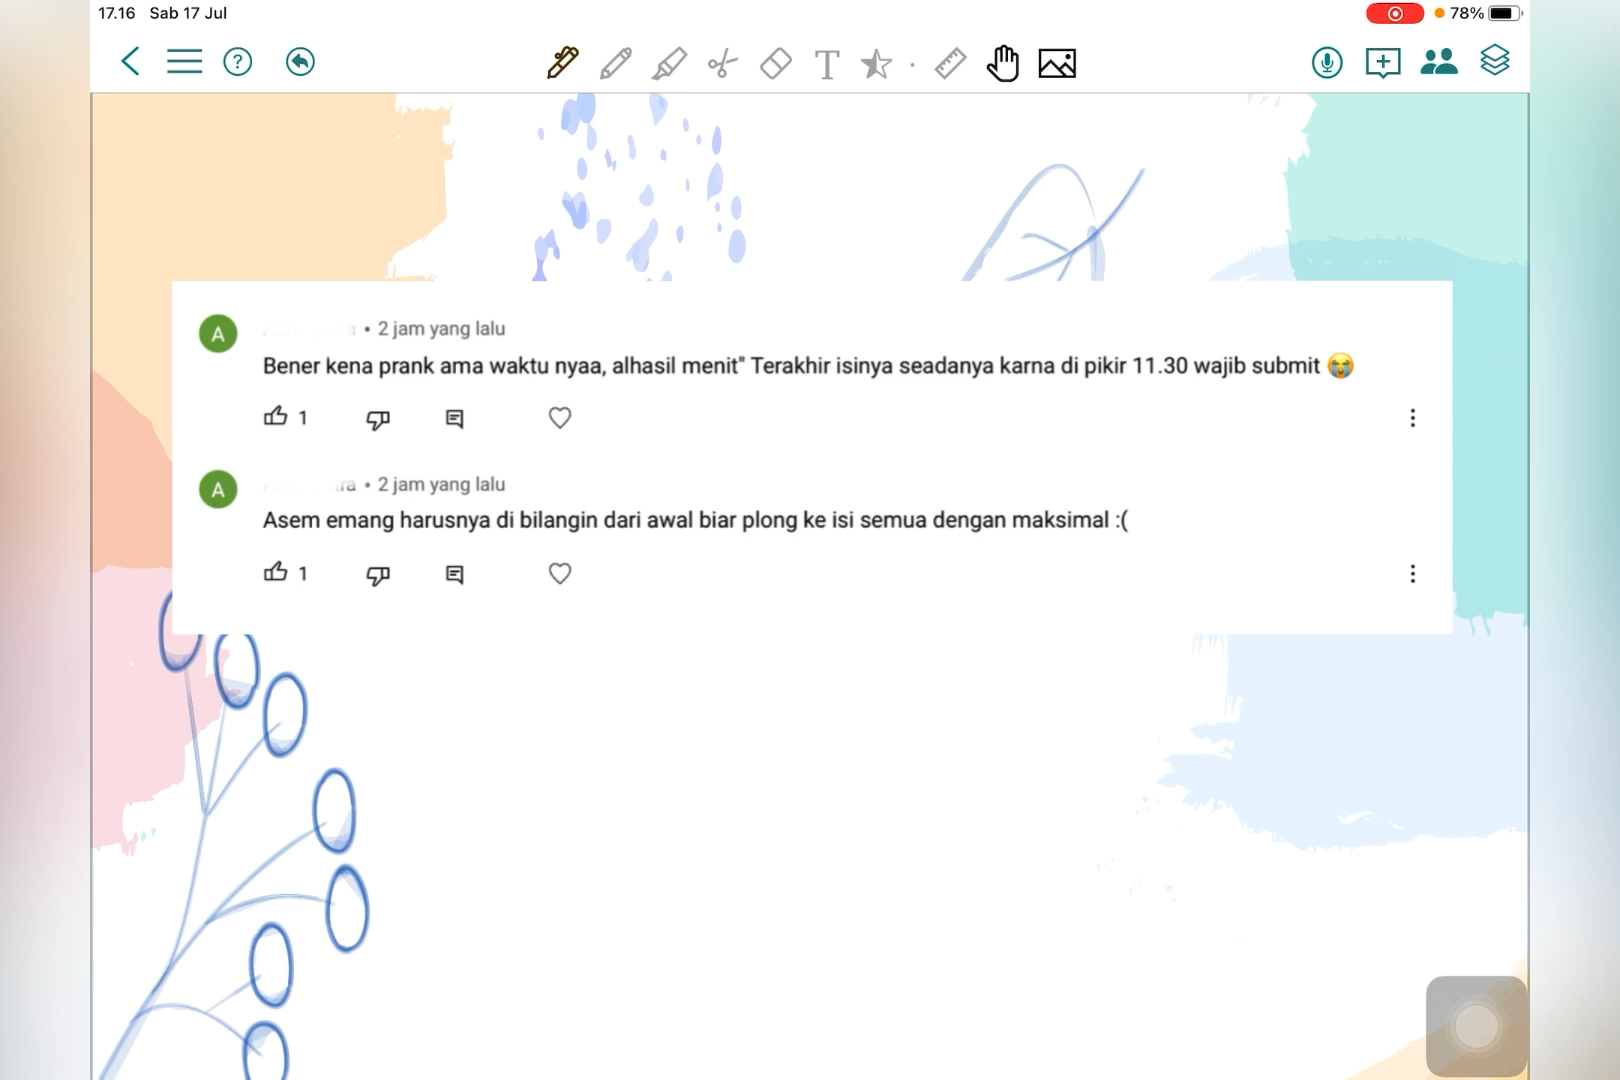 17.16 Sab 17 Jul
78%
T
A
• 2 jam yang lalu
Bener kena prank ama waktu nyaa, alhasil menit" Terakhir isinya seadanya karna di pikir 11.30 wajib submit 😭
1
A
• 2 jam yang lalu
Asem emang harusnya di bilangin dari awal biar plong ke isi semua dengan maksimal :(
1